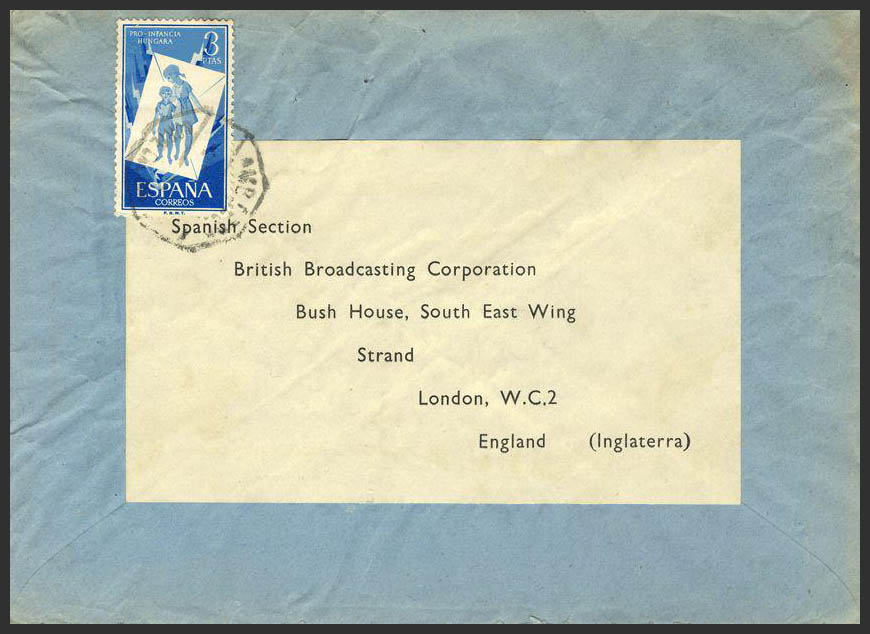 PRO-INFANCIA
HUNGARA
3
PTAS
ESPAÑA
CORREOS
F.N.M.T.
Spanish Section
British Broadcasting Corporation
Bush House, South East Wing
Strand
London, W.C.2
England (Inglaterra)